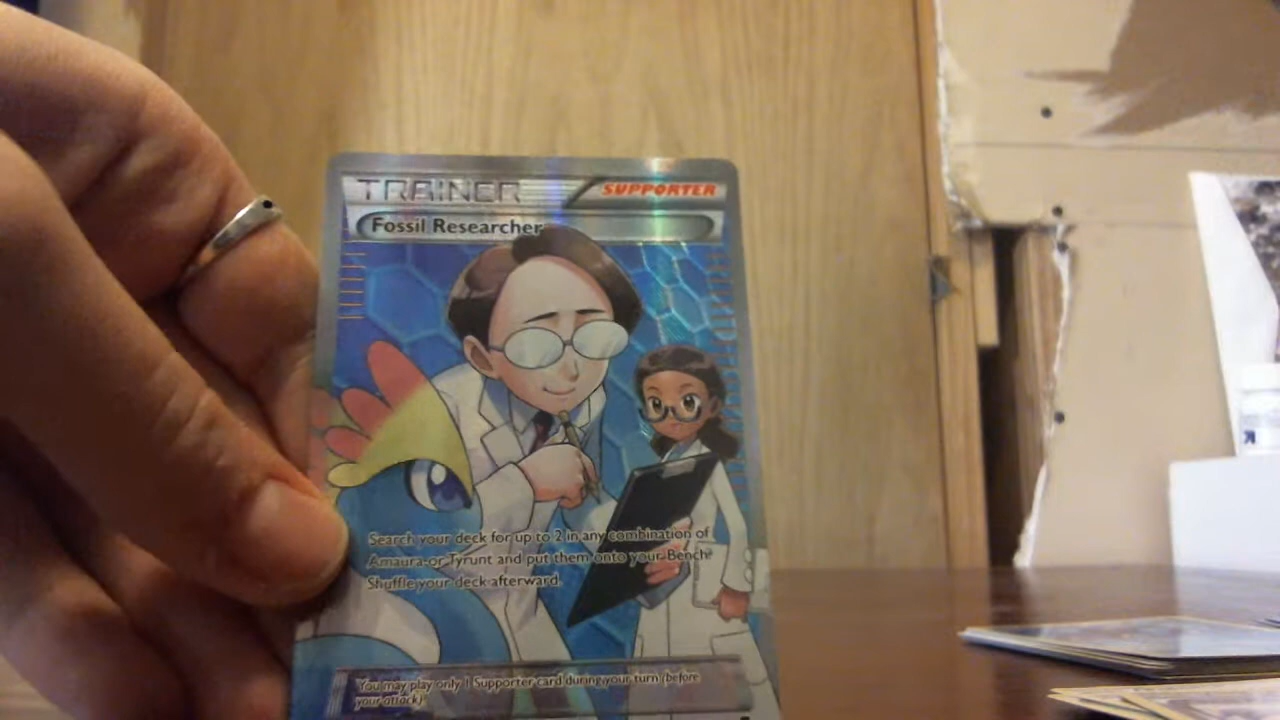 TRAINER SUPPORTER
Fossil Researcher
Search your deck for up to 2 in any combination of
Amaura or Tyrunt and put them onto your Bench.
Shuffle your deck afterward.
You may play only 1 Supporter card during your turn (before
your attack).